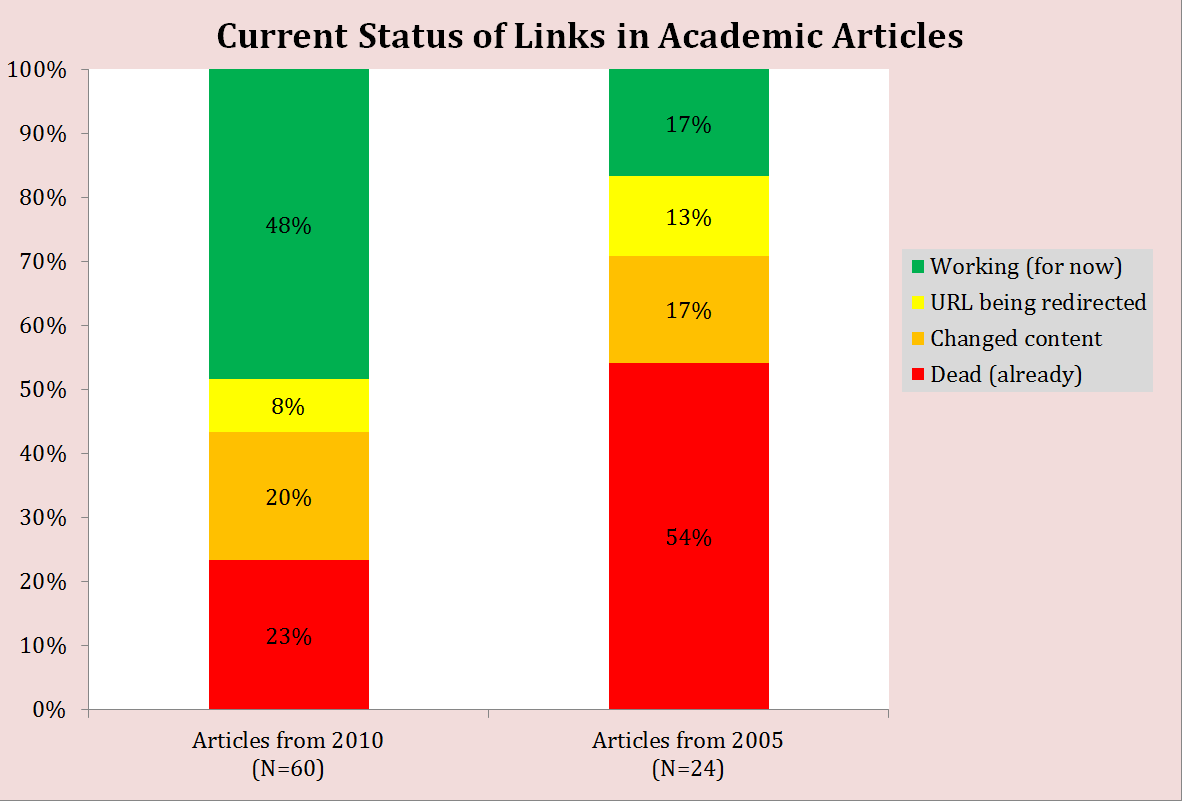 Current Status of Links in Academic Articles
100%
90%
80%
70%
60%
50%
40%
30%
20%
10%
0%
48%
8%
20%
23%
17%
13%
17%
54%
Articles from 2010
(N=60)
Articles from 2005
(N=24)
Working (for now)
URL being redirected
Changed content
Dead (already)